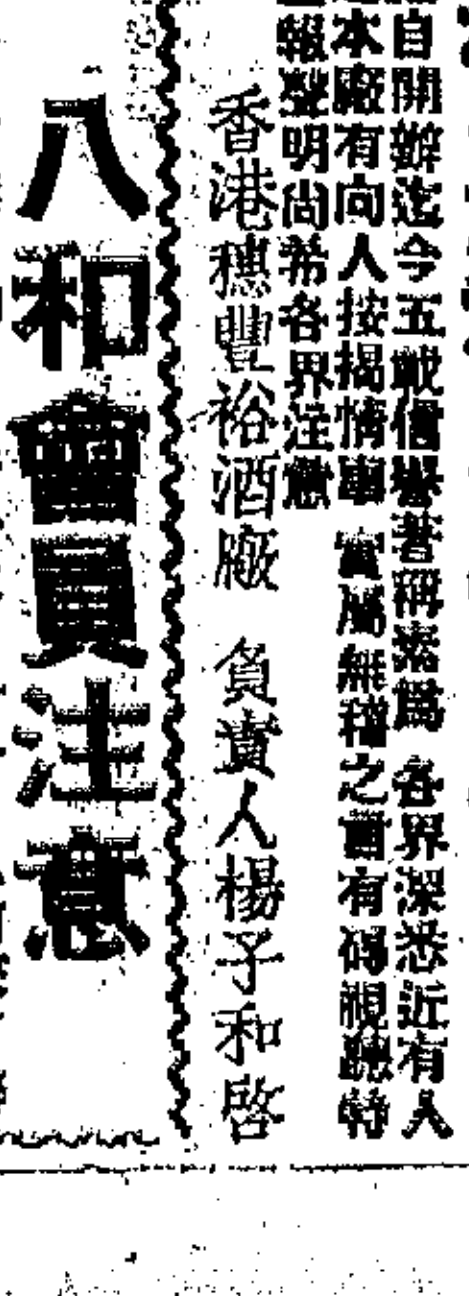 自開辦迄今五載信譽著稱素爲 各界深悉近有人
本廠有向人按揭情事 實屬無稽之言有碍視聽特
報聲明尚希各界注意
香港穗豐裕酒廠 負責人楊子和啓
八和會員注意